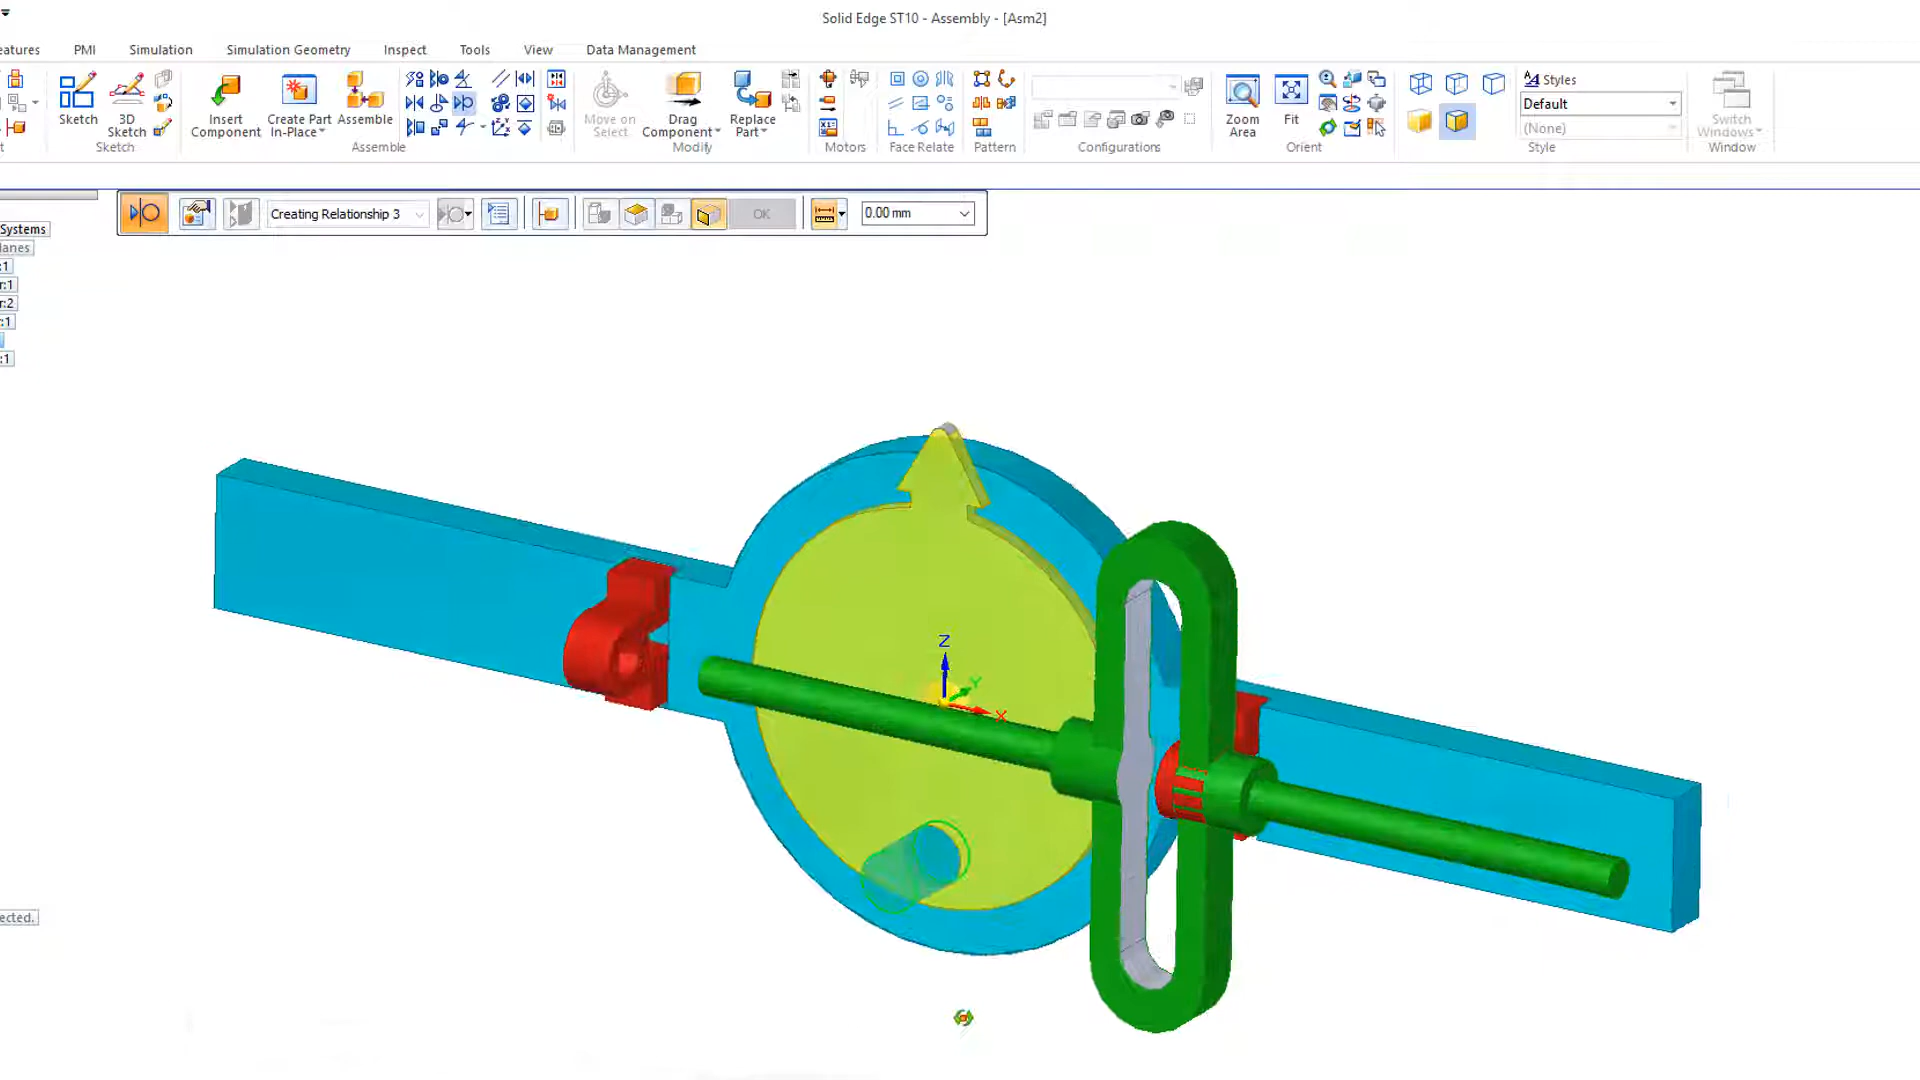 Solid Edge ST10 - Assembly - [Asm2]
eatures PMI Simulation Simulation Geometry Inspect Tools View Data Management
Sketch
3D Sketch
Sketch
Insert Component
Create Part In-Place
Assemble
Assemble
Move on Select
Drag Component
Replace Part
Modify
Motors
Face Relate
Pattern
Configurations
Zoom Area
Fit
Orient
Styles
Default
(None)
Style
Switch Windows
Window
Creating Relationship 3
OK
0.00 mm
Systems
lanes
:1
r:1
r:2
:1
:1
Z
Y
X
ected.